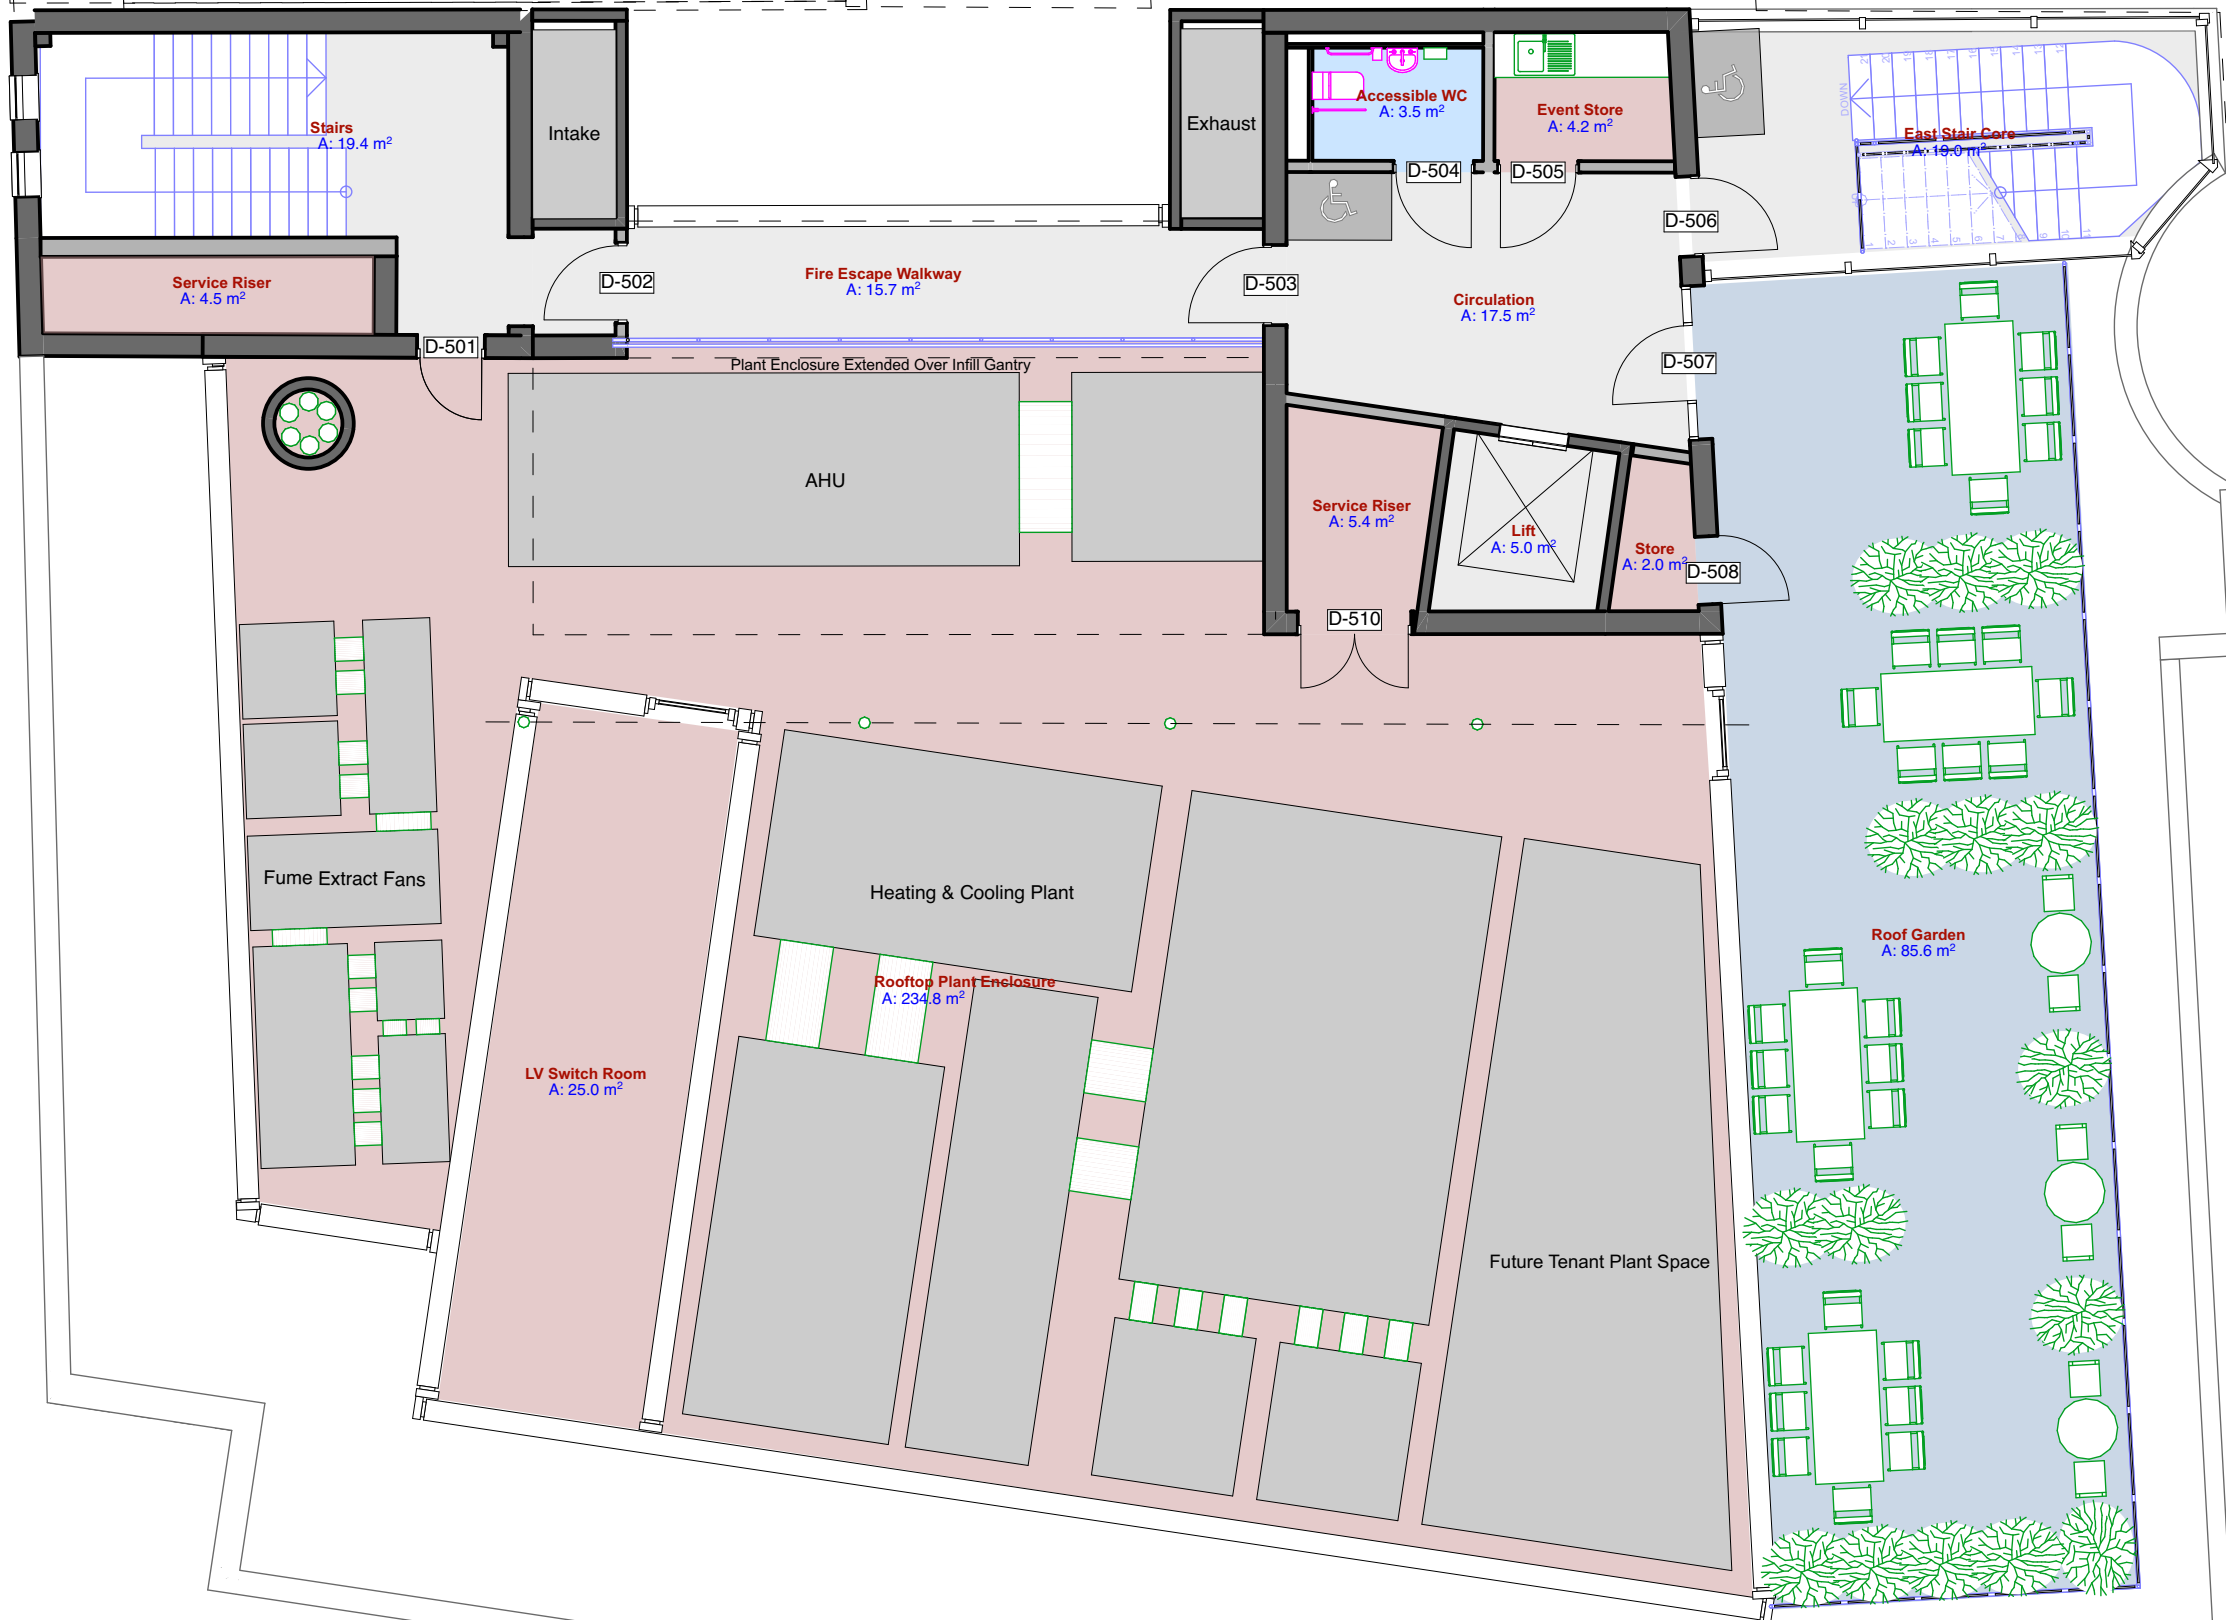 Stairs
A: 19.4 m²
Intake
Exhaust
Accessible WC
A: 3.5 m²
Event Store
A: 4.2 m²
DOWN
East Stair Core
A: 19.0 m²
D-504
D-505
D-506
Service Riser
A: 4.5 m²
D-502
Fire Escape Walkway
A: 15.7 m²
D-503
Circulation
A: 17.5 m²
D-501
D-507
Plant Enclosure Extended Over Infill Gantry
AHU
Service Riser
A: 5.4 m²
Lift
A: 5.0 m²
Store
A: 2.0 m²
D-508
D-510
Fume Extract Fans
Heating & Cooling Plant
Roof Garden
A: 85.6 m²
Rooftop Plant Enclosure
A: 234.8 m²
LV Switch Room
A: 25.0 m²
Future Tenant Plant Space